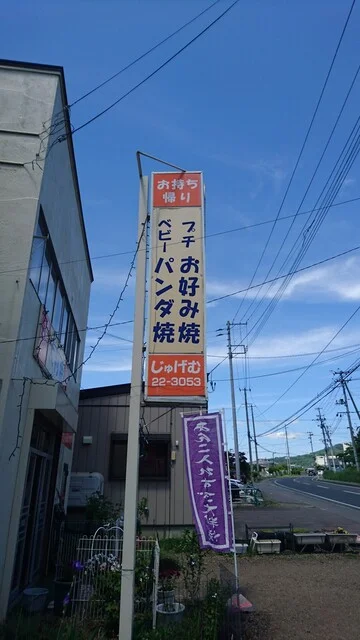 お持ち
帰り
プチお好み焼
ベビーパンダ焼
じゅげむ
22-3053